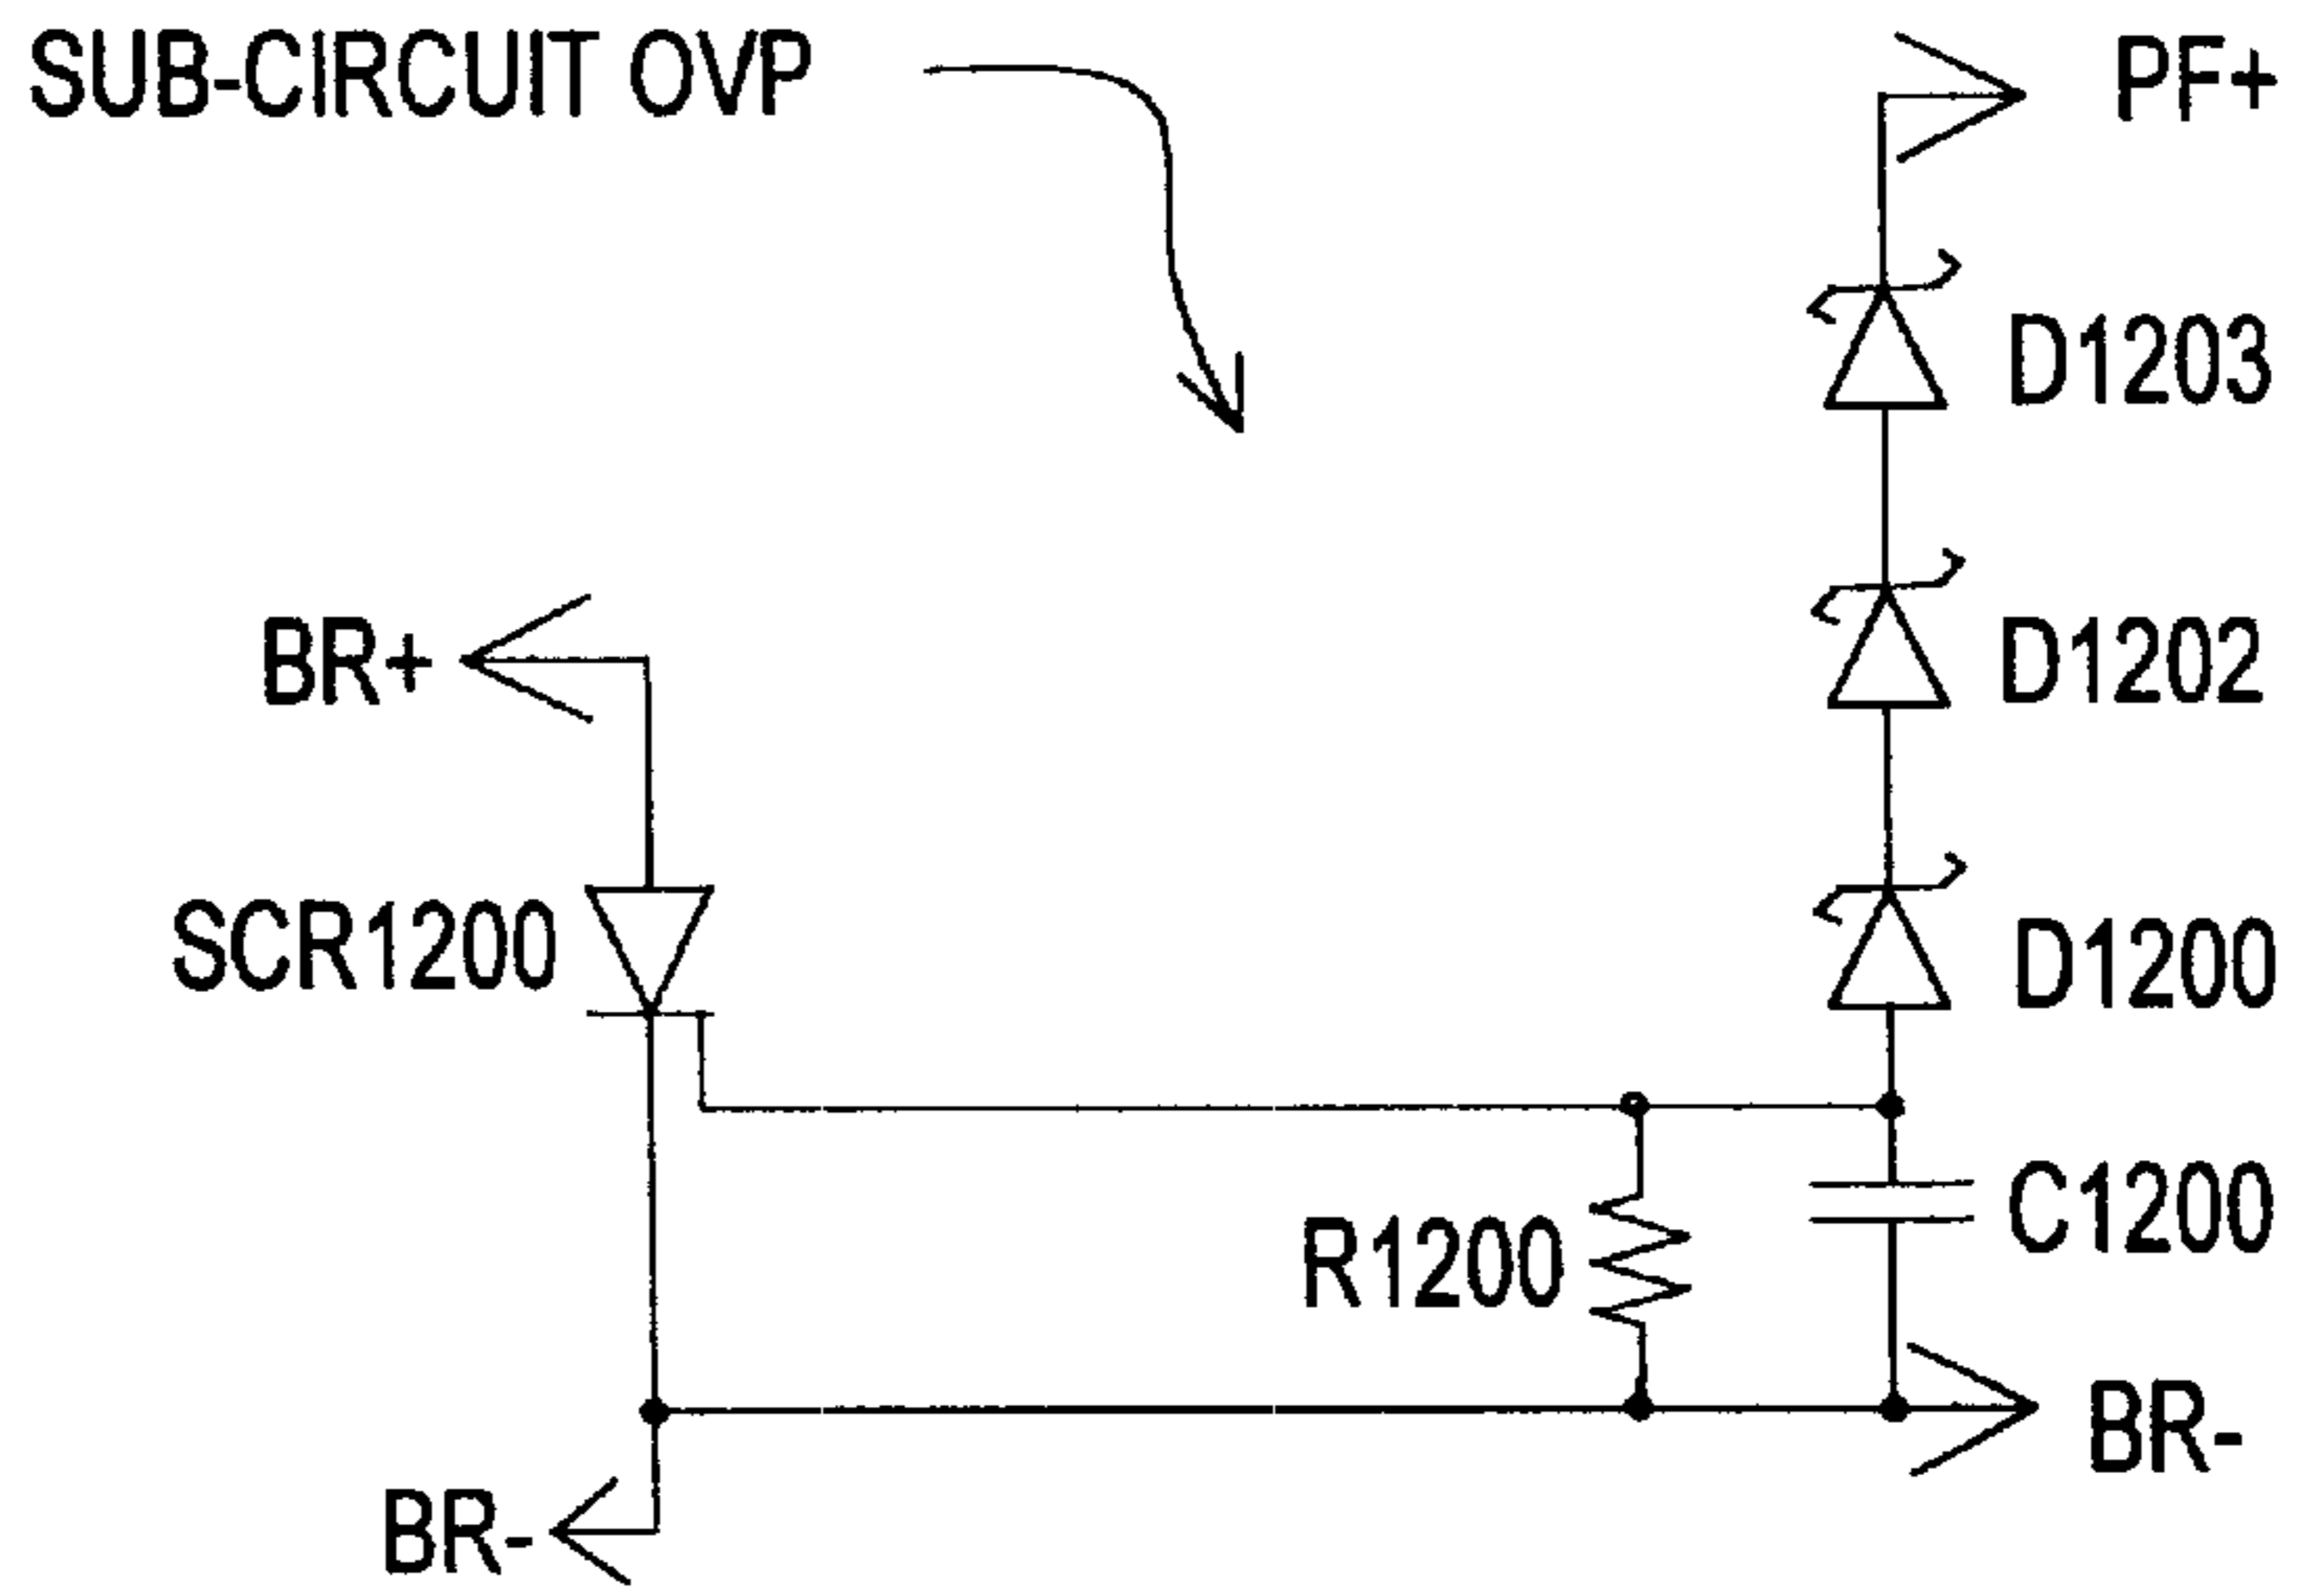 SUB-CIRCUIT OVP
PF+
D1203
BR+
D1202
SCR1200
D1200
C1200
R1200
BR-
BR-